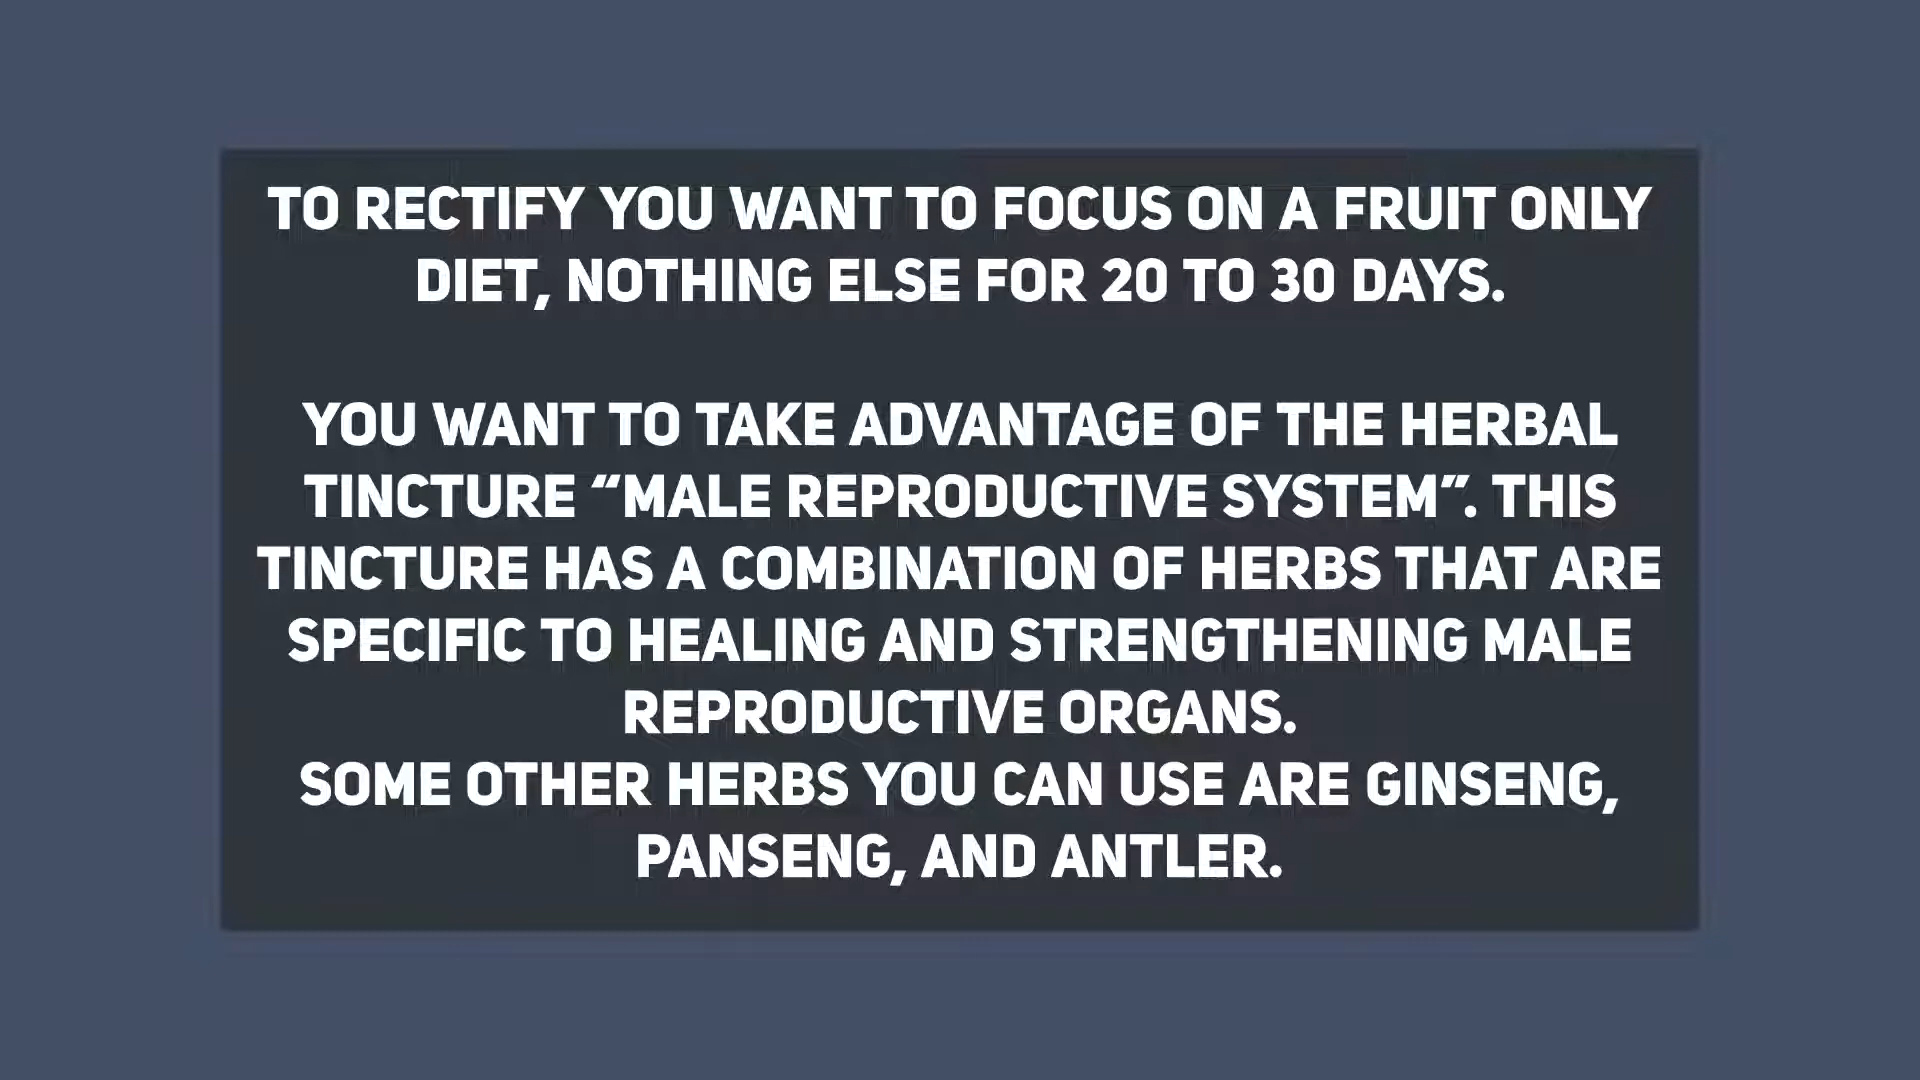 TO RECTIFY YOU WANT TO FOCUS ON A FRUIT ONLY
DIET, NOTHING ELSE FOR 20 TO 30 DAYS.
YOU WANT TO TAKE ADVANTAGE OF THE HERBAL
TINCTURE “MALE REPRODUCTIVE SYSTEM”. THIS
TINCTURE HAS A COMBINATION OF HERBS THAT ARE
SPECIFIC TO HEALING AND STRENGTHENING MALE
REPRODUCTIVE ORGANS.
SOME OTHER HERBS YOU CAN USE ARE GINSENG,
PANSENG, AND ANTLER.